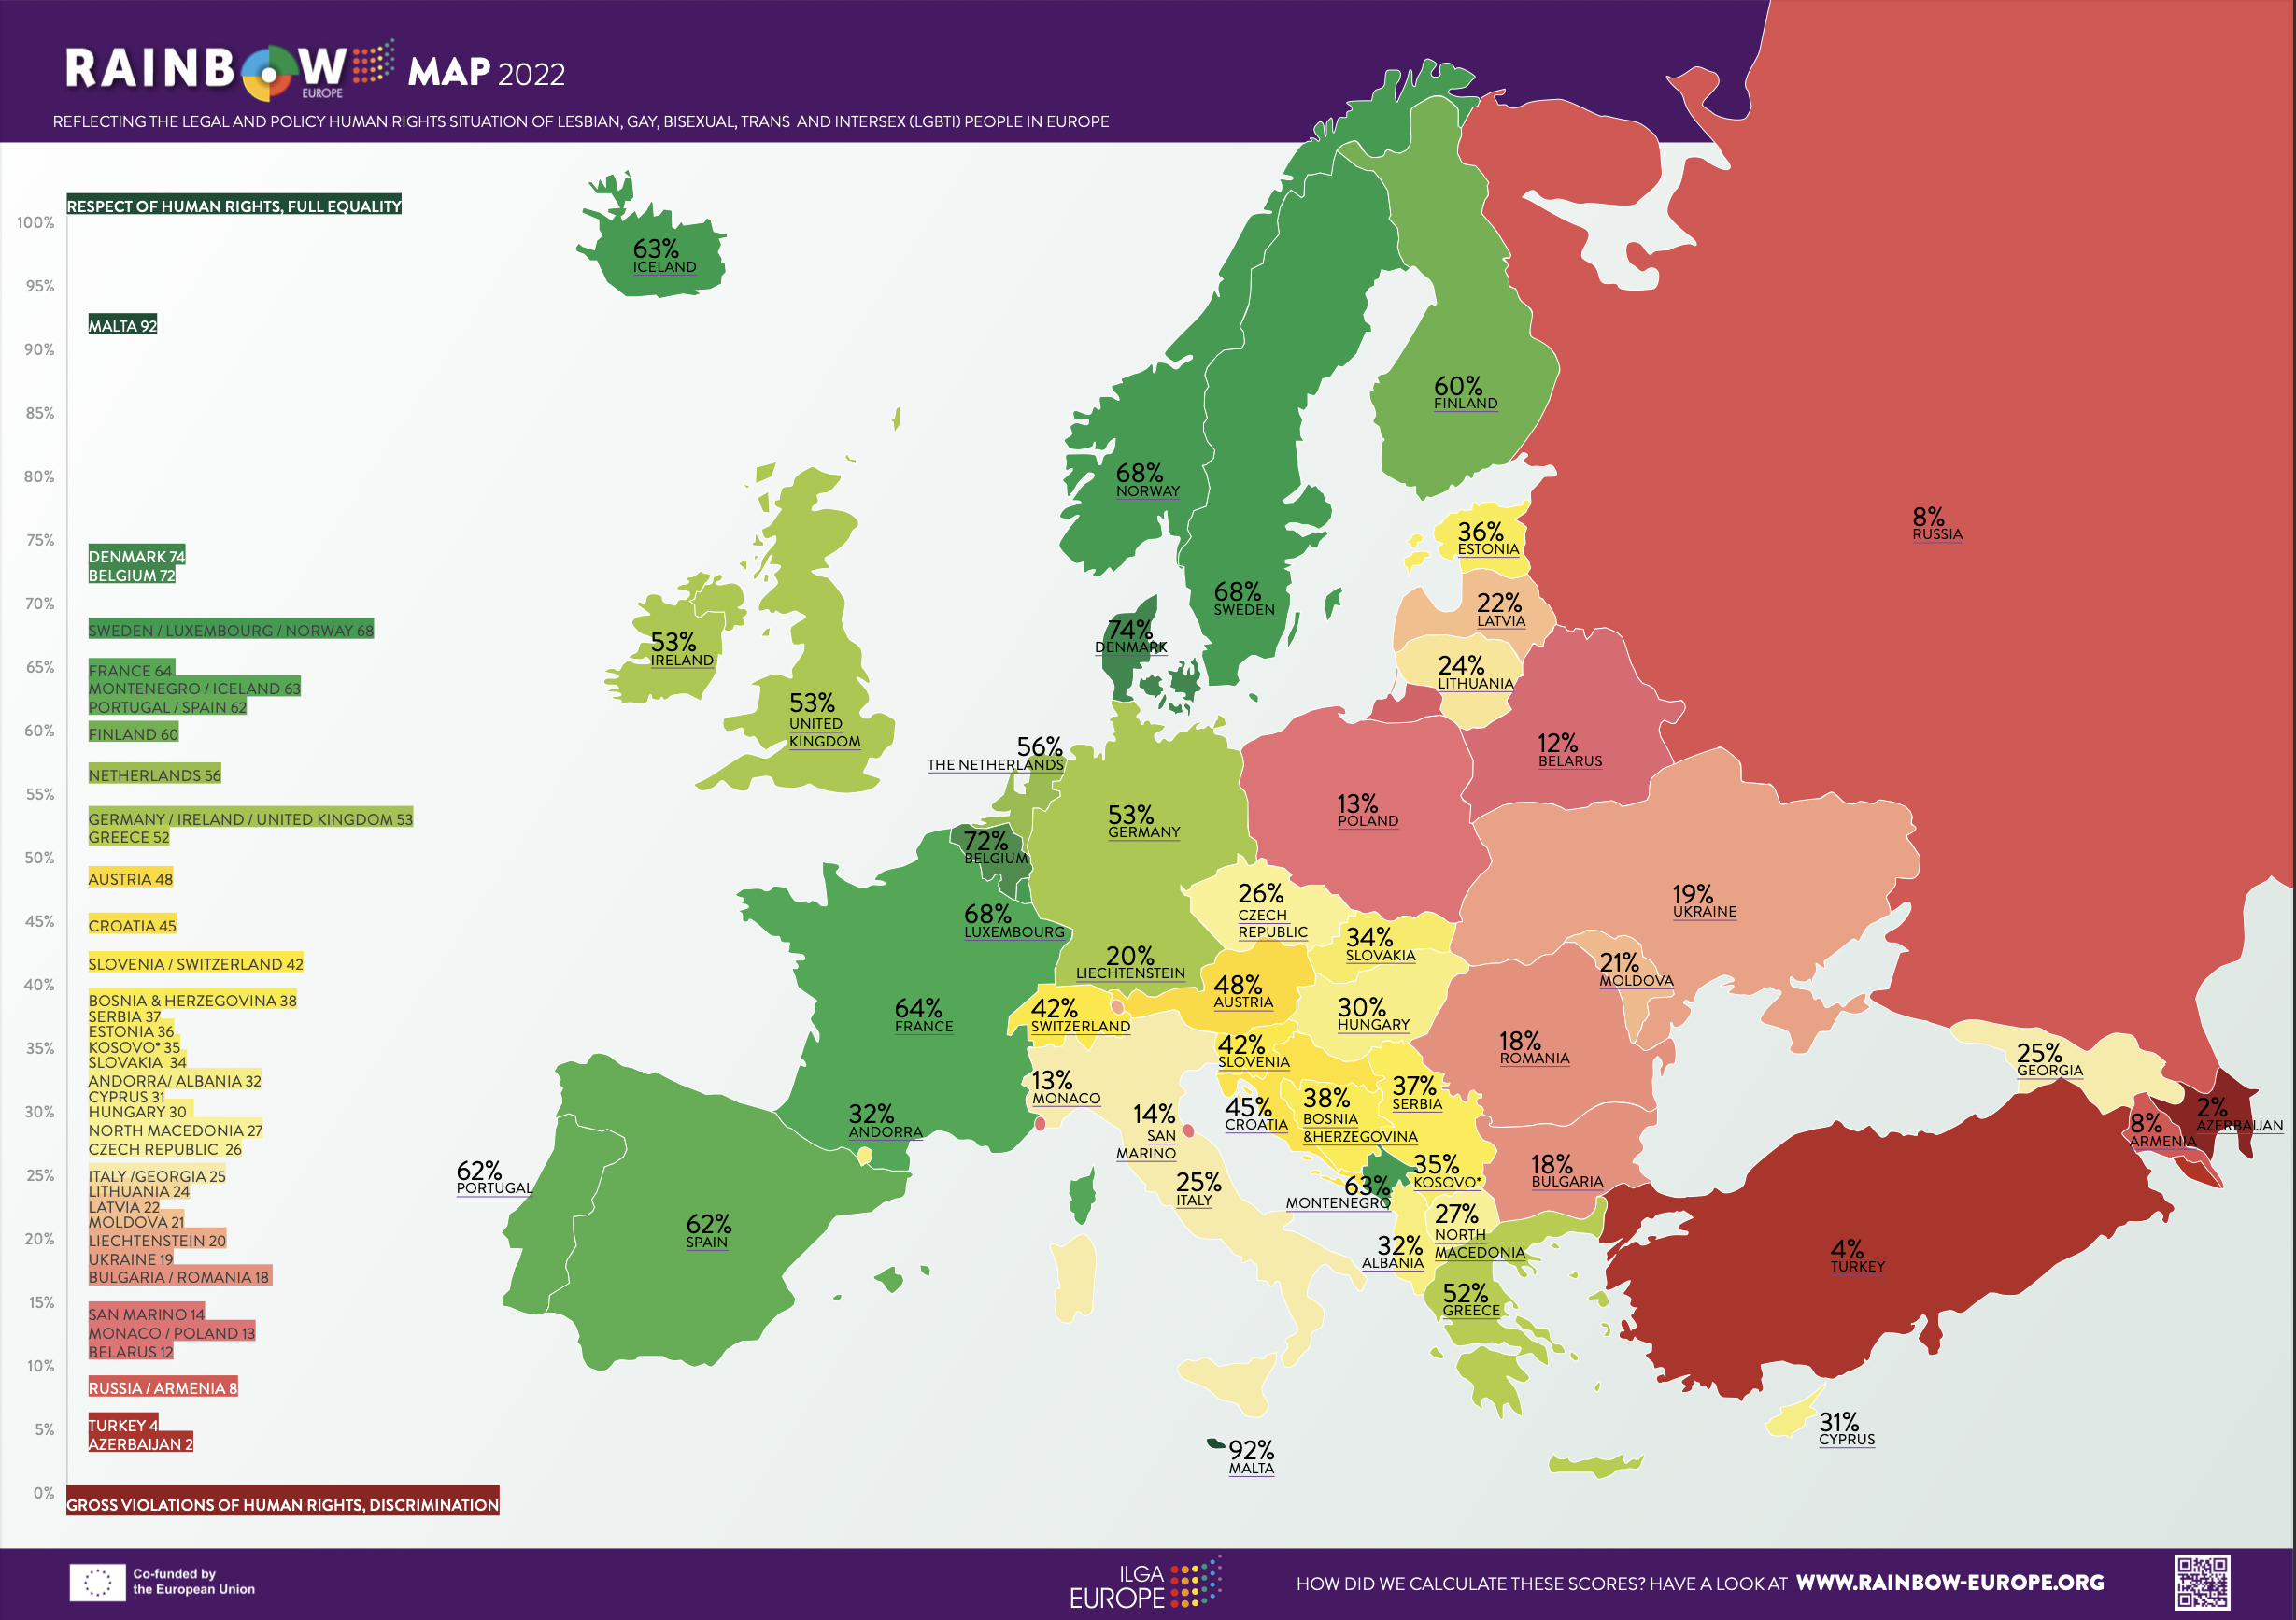 RAINBOW EUROPE MAP 2022
REFLECTING THE LEGAL AND POLICY HUMAN RIGHTS SITUATION OF LESBIAN, GAY, BISEXUAL, TRANS AND INTERSEX (LGBTI) PEOPLE IN EUROPE
RESPECT OF HUMAN RIGHTS, FULL EQUALITY
100%
95%
MALTA 92
90%
85%
80%
75%
DENMARK 74
BELGIUM 72
70%
SWEDEN / LUXEMBOURG / NORWAY 68
65%
FRANCE 64
MONTENEGRO / ICELAND 63
PORTUGAL / SPAIN 62
60%
FINLAND 60
NETHERLANDS 56
55%
GERMANY / IRELAND / UNITED KINGDOM 53
GREECE 52
50%
AUSTRIA 48
45%
CROATIA 45
SLOVENIA / SWITZERLAND 42
40%
BOSNIA & HERZEGOVINA 38
SERBIA 37
ESTONIA 36
35%
KOSOVO* 35
SLOVAKIA 34
ANDORRA/ ALBANIA 32
CYPRUS 31
30%
HUNGARY 30
NORTH MACEDONIA 27
CZECH REPUBLIC 26
25%
ITALY /GEORGIA 25
LITHUANIA 24
LATVIA 22
MOLDOVA 21
20%
LIECHTENSTEIN 20
UKRAINE 19
BULGARIA / ROMANIA 18
15%
SAN MARINO 14
MONACO / POLAND 13
BELARUS 12
10%
RUSSIA / ARMENIA 8
5%
TURKEY 4
AZERBAIJAN 2
0%
GROSS VIOLATIONS OF HUMAN RIGHTS, DISCRIMINATION
63%
ICELAND
60%
FINLAND
68%
NORWAY
8%
RUSSIA
36%
ESTONIA
68%
SWEDEN
22%
LATVIA
74%
DENMARK
53%
IRELAND
24%
LITHUANIA
53%
UNITED
KINGDOM
56%
THE NETHERLANDS
12%
BELARUS
13%
POLAND
53%
GERMANY
72%
BELGIUM
26%
CZECH
REPUBLIC
19%
UKRAINE
68%
LUXEMBOURG
34%
SLOVAKIA
20%
LIECHTENSTEIN
21%
MOLDOVA
48%
AUSTRIA
64%
FRANCE
42%
SWITZERLAND
30%
HUNGARY
18%
ROMANIA
42%
SLOVENIA
25%
GEORGIA
13%
MONACO
37%
SERBIA
38%
BOSNIA
&HERZEGOVINA
45%
CROATIA
2%
AZERBAIJAN
8%
ARMENIA
32%
ANDORRA
14%
SAN
MARINO
62%
PORTUGAL
35%
KOSOVO*
18%
BULGARIA
25%
ITALY
63%
MONTENEGRO
27%
NORTH
MACEDONIA
62%
SPAIN
32%
ALBANIA
4%
TURKEY
52%
GREECE
31%
CYPRUS
92%
MALTA
Co-funded by
the European Union
ILGA
EUROPE
HOW DID WE CALCULATE THESE SCORES? HAVE A LOOK AT WWW.RAINBOW-EUROPE.ORG